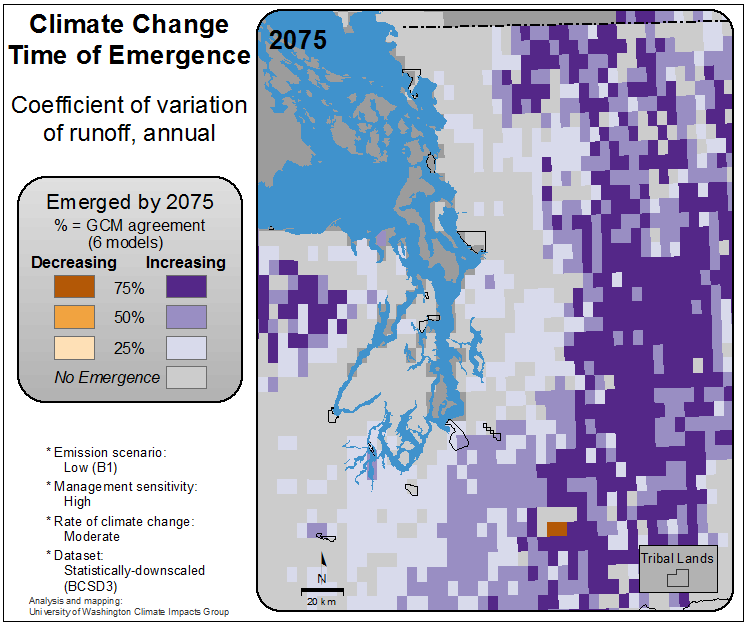 Climate Change
Time of Emergence
Coefficient of variation
of runoff, annual
Emerged by 2075
% = GCM agreement
(6 models)
Decreasing Increasing
75%
50%
25%
No Emergence
* Emission scenario:
Low (B1)
* Management sensitivity:
High
* Rate of climate change:
Moderate
* Dataset:
Statistically-downscaled
(BCSD3)
Analysis and mapping:
University of Washington Climate Impacts Group
2075
N
20 km
Tribal Lands